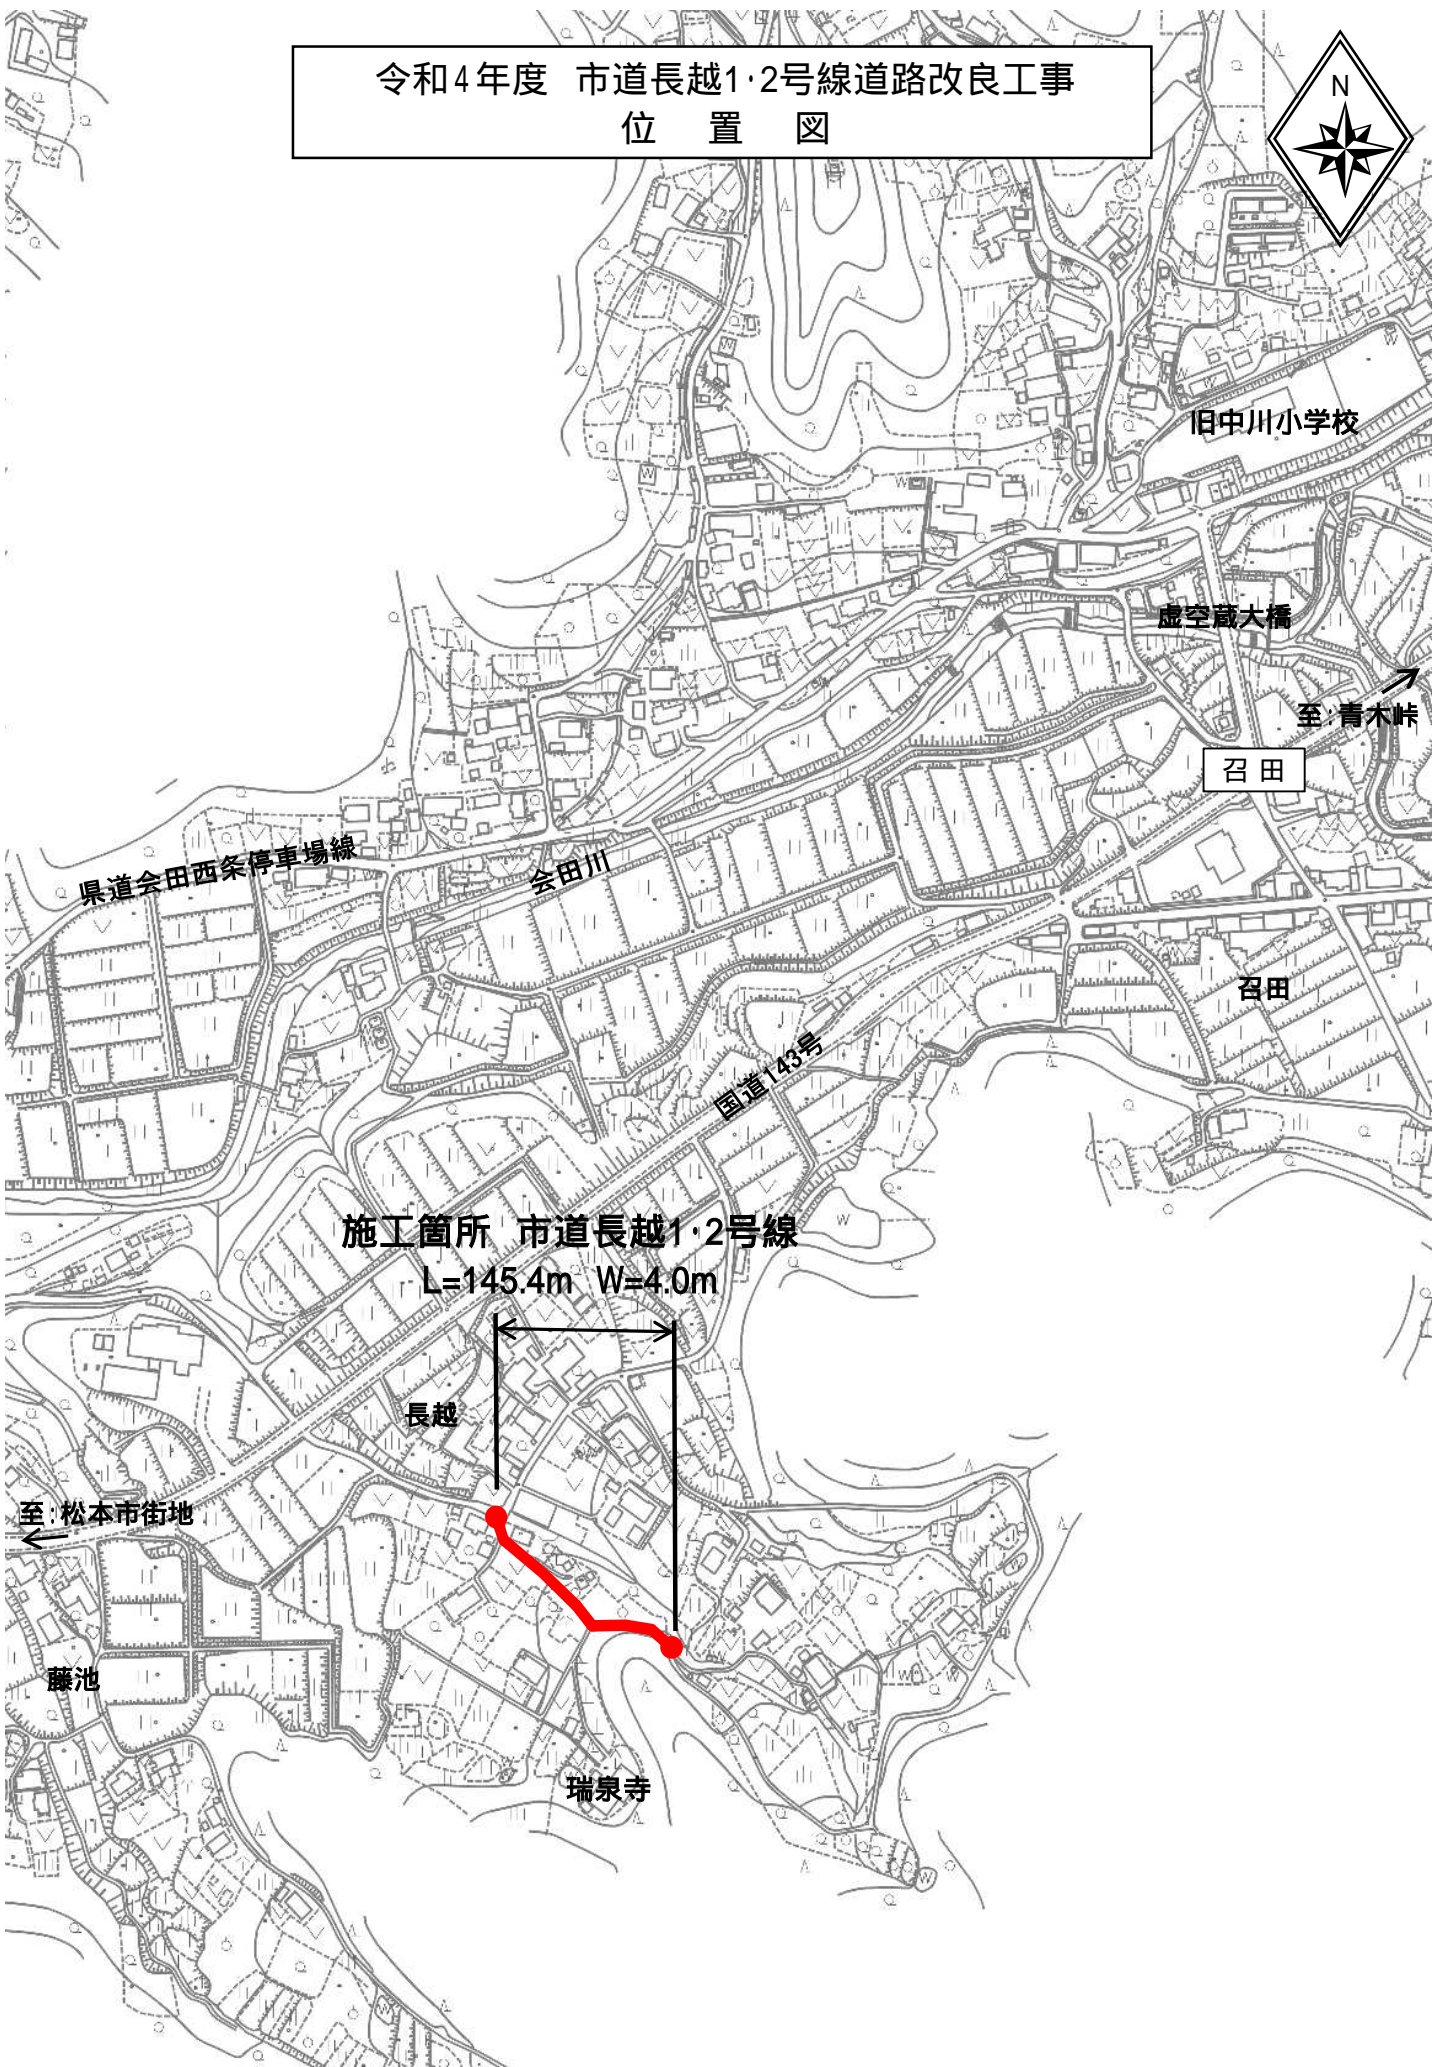 令和4年度 市道長越1・2号線道路改良工事
位 置 図
N
旧中川小学校
虚空蔵大橋
至:青木峠
召田
県道会田西条停車場線
会田川
召田
国道143号
施工箇所 市道長越1・2号線
L=145.4m W=4.0m
長越
至:松本市街地
藤池
瑞泉寺